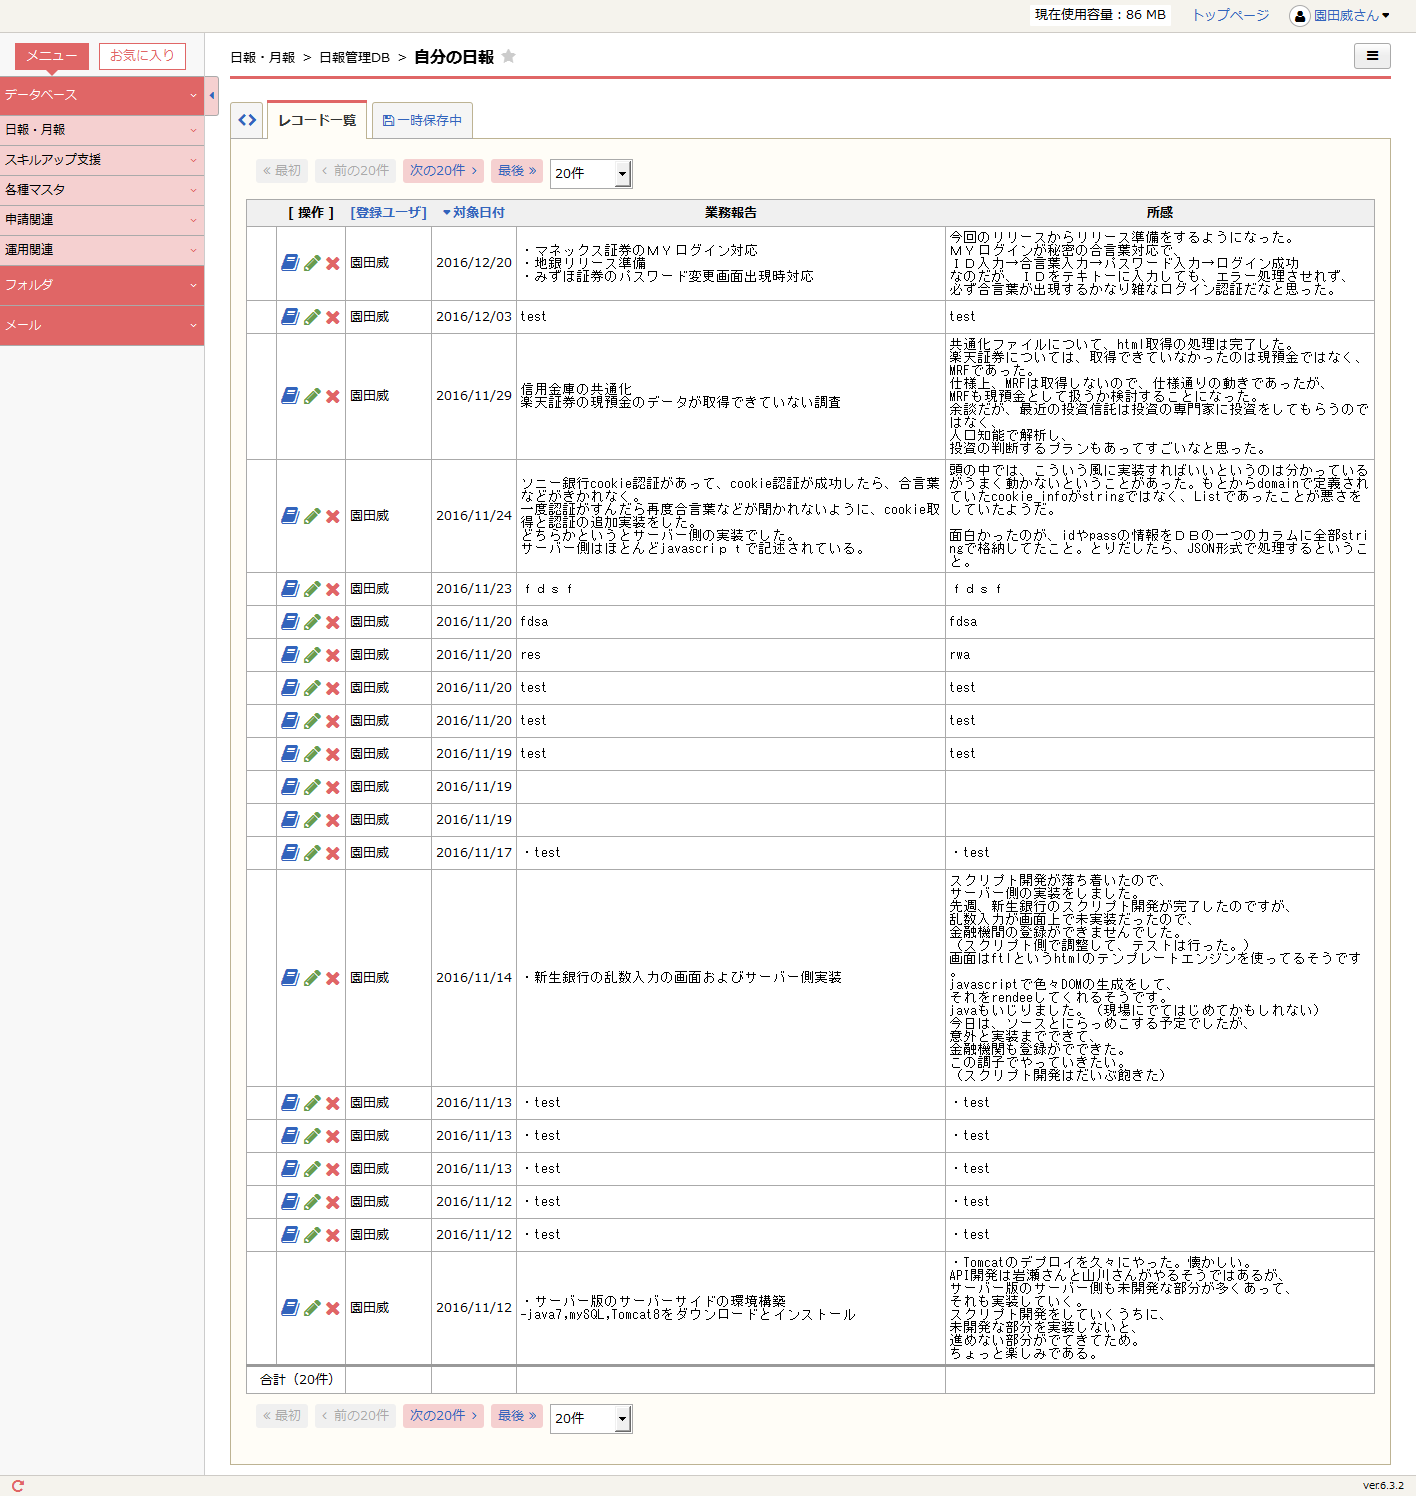 現在使用容量：86 MB トップページ 園田威さん
メニュー お気に入り
データベース
日報・月報
スキルアップ支援
各種マスタ
申請関連
運用関連
フォルダ
メール
日報・月報 > 日報管理DB > 自分の日報
レコード一覧 一時保存中
最初 前の20件 次の20件 最後 20件
[ 操作 ] [登録ユーザ] 対象日付 業務報告 所感
園田威 2016/12/20
・マネックス証券のＭＹログイン対応
・地銀リリース準備
・みずほ証券のパスワード変更画面出現時対応
今回のリリースからリリース準備をするようになった。
ＭＹログインが秘密の合言葉対応で、
ＩＤ入力→合言葉入力→パスワード入力→ログイン成功
なのだが、ＩＤをテキトーに入力しても、エラー処理させれず、
必ず合言葉が出現するかなり雑なログイン認証だなと思った。
園田威 2016/12/03 test test
園田威 2016/11/29
信用金庫の共通化
楽天証券の現預金のデータが取得できていない調査
共通化ファイルについて、html取得の処理は完了した。
楽天証券については、取得できていなかったのは現預金ではなく、
MRFであった。
仕様上、MRFは取得しないので、仕様通りの動きであったが、
MRFも現預金として扱うか検討することになった。
余談だが、最近の投資信託は投資の専門家に投資をしてもらうので
はなく、
人口知能で解析し、
投資の判断するプランもあってすごいなと思った。
園田威 2016/11/24
ソニー銀行cookie認証があって、cookie認証が成功したら、合言葉
などがきかれなく。
一度認証がすんだら再度合言葉などが聞かれないように、cookie取
得と認証の追加実装をした。
どちらかというとサーバー側の実装でした。
サーバー側はほとんどjavascriｐｔで記述されている。
頭の中では、こういう風に実装すればいいというのは分かっている
がうまく動かないということがあった。もとからdomainで定義され
ていたcookie_infoがstringではなく、Listであったことが悪さを
していたようだ。
面白かったのが、idやpassの情報をＤＢの一つのカラムに全部stri
ngで格納してたこと。とりだしたら、JSON形式で処理するというこ
と。
園田威 2016/11/23 ｆｄｓｆ ｆｄｓｆ
園田威 2016/11/20 fdsa fdsa
園田威 2016/11/20 res rwa
園田威 2016/11/20 test test
園田威 2016/11/20 test test
園田威 2016/11/19 test test
園田威 2016/11/19
園田威 2016/11/19
園田威 2016/11/17 ・test ・test
園田威 2016/11/14 ・新生銀行の乱数入力の画面およびサーバー側実装
スクリプト開発が落ち着いたので、
サーバー側の実装をしました。
先週、新生銀行のスクリプト開発が完了したのですが、
乱数入力が画面上で未実装だったので、
金融機関の登録ができませんでした。
（スクリプト側で調整して、テストは行った。）
画面はftlというhtmlのテンプレートエンジンを使ってるそうです
。
javascriptで色々DOMの生成をして、
それをrendeeしてくれるそうです。
javaもいじりました。（現場にでてはじめてかもしれない）
今日は、ソースとにらっめこする予定でしたが、
意外と実装までできて、
金融機関も登録がでできた。
この調子でやっていきたい。
（スクリプト開発はだいぶ飽きた）
園田威 2016/11/13 ・test ・test
園田威 2016/11/13 ・test ・test
園田威 2016/11/13 ・test ・test
園田威 2016/11/12 ・test ・test
園田威 2016/11/12 ・test ・test
園田威 2016/11/12
・サーバー版のサーバーサイドの環境構築
-java7,mySQL,Tomcat8をダウンロードとインストール
・Tomcatのデプロイを久々にやった。懐かしい。
API開発は岩瀬さんと山川さんがやるそうではあるが、
サーバー版のサーバー側も未開発な部分が多くあって、
それも実装していく。
スクリプト開発をしていくうちに、
未開発な部分を実装しないと、
進めない部分がでてきてため。
ちょっと楽しみである。
合計（20件）
最初 前の20件 次の20件 最後 20件
ver.6.3.2